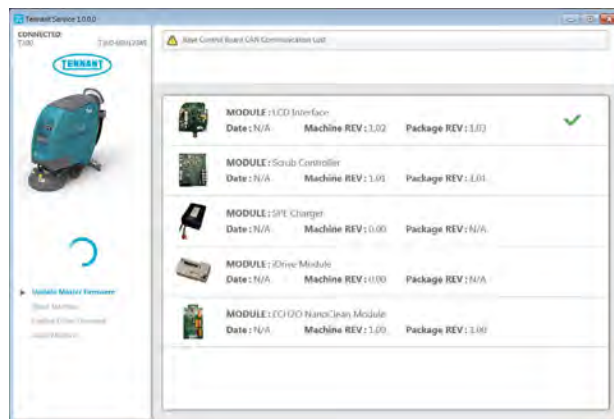 Tennant Service 1.0.0.0
CONNECTED
T300
TENNANT
Base Control Board CAN Communication Lost
MODULE: LCD Interface
Date: N/A Machine REV: 1.02 Package REV: 1.03
MODULE: Scrub Controller
Date: N/A Machine REV: 1.01 Package REV: 1.01
MODULE: SPE Charger
Date: N/A Machine REV: 0.00 Package REV: N/A
MODULE: iDrive Module
Date: N/A Machine REV: 0.00 Package REV: N/A
MODULE: ECH2O NanoClean Module
Date: N/A Machine REV: 1.00 Package REV: 1.00
Update Master Firmware